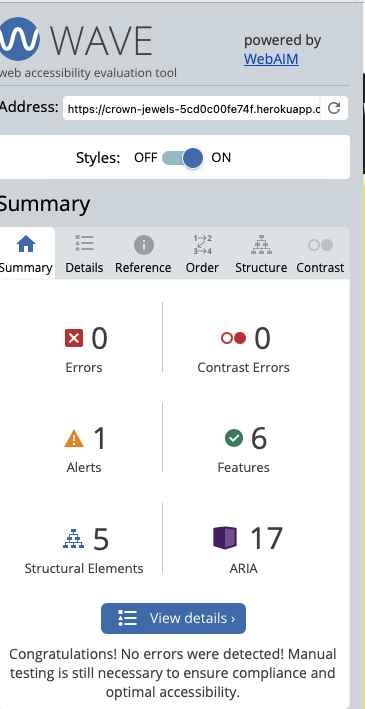 WAVE
web accessibility evaluation tool
powered by
WebAIM
Address: https://crown-jewels-5cd0c00fe74f.herokuapp.c
Styles: OFF ON
Summary
Summary Details Reference Order Structure Contrast
0 0
Errors Contrast Errors
1 6
Alerts Features
5 17
Structural Elements ARIA
View details ›
Congratulations! No errors were detected! Manual
testing is still necessary to ensure compliance and
optimal accessibility.